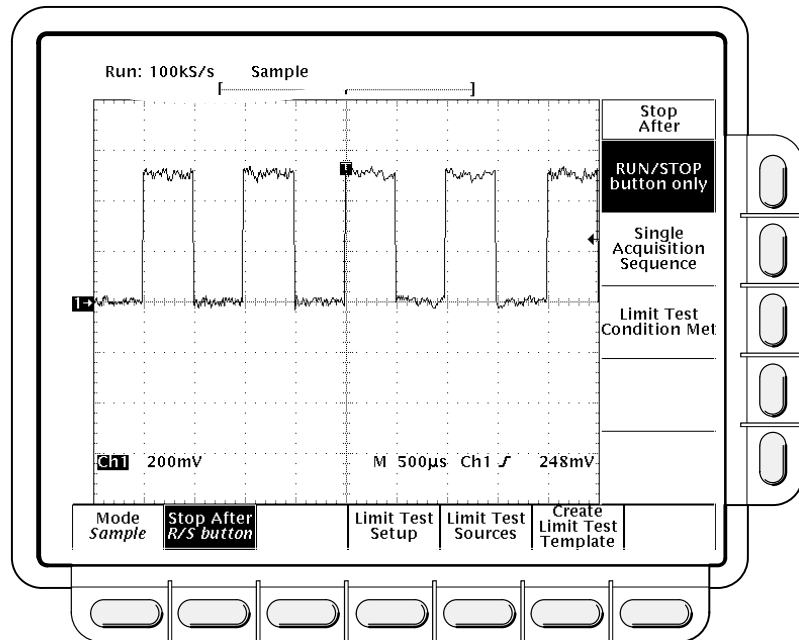 Run: 100kS/s Sample
Stop
After
RUN/STOP
button only
Single
Acquisition
Sequence
Limit Test
Condition Met
T
1→
Ch1 200mV M 500µs Ch1 248mV
Mode
Sample
Stop After
R/S button
Limit Test
Setup
Limit Test
Sources
Create
Limit Test
Template